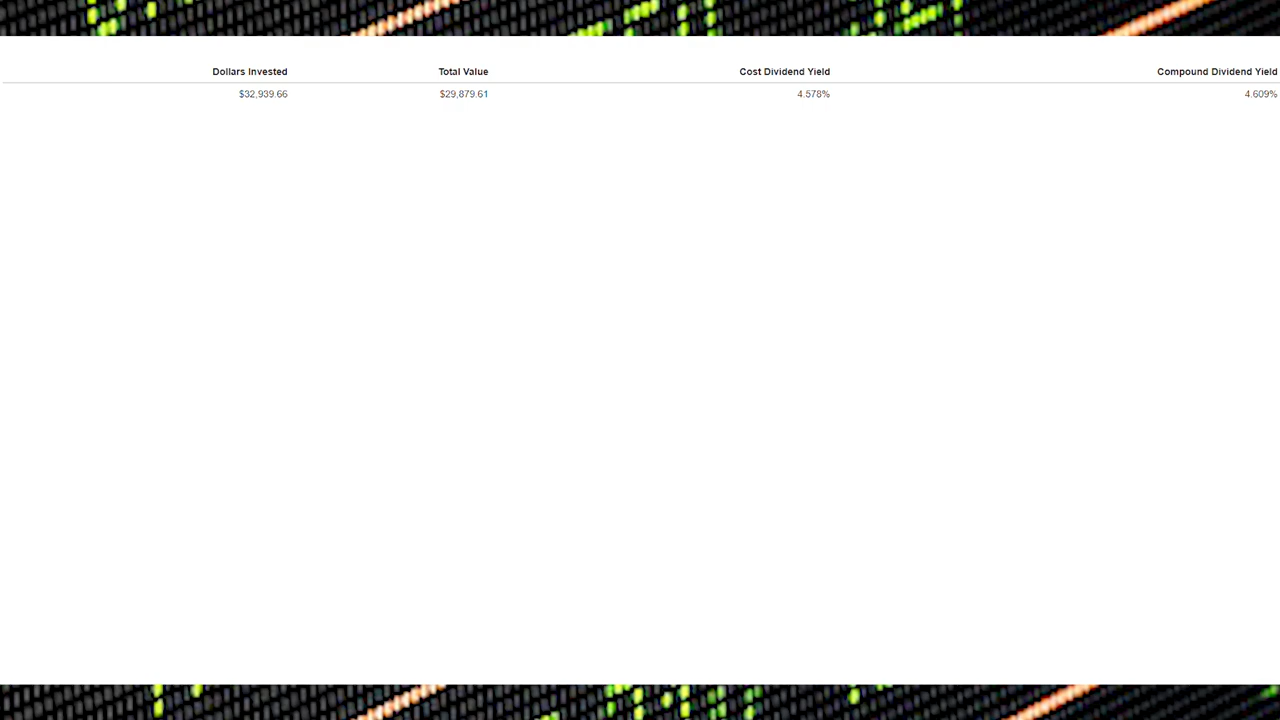 Dollars Invested Total Value Cost Dividend Yield Compound Dividend Yield
$32,939.66 $29,879.61 4.578% 4.609%